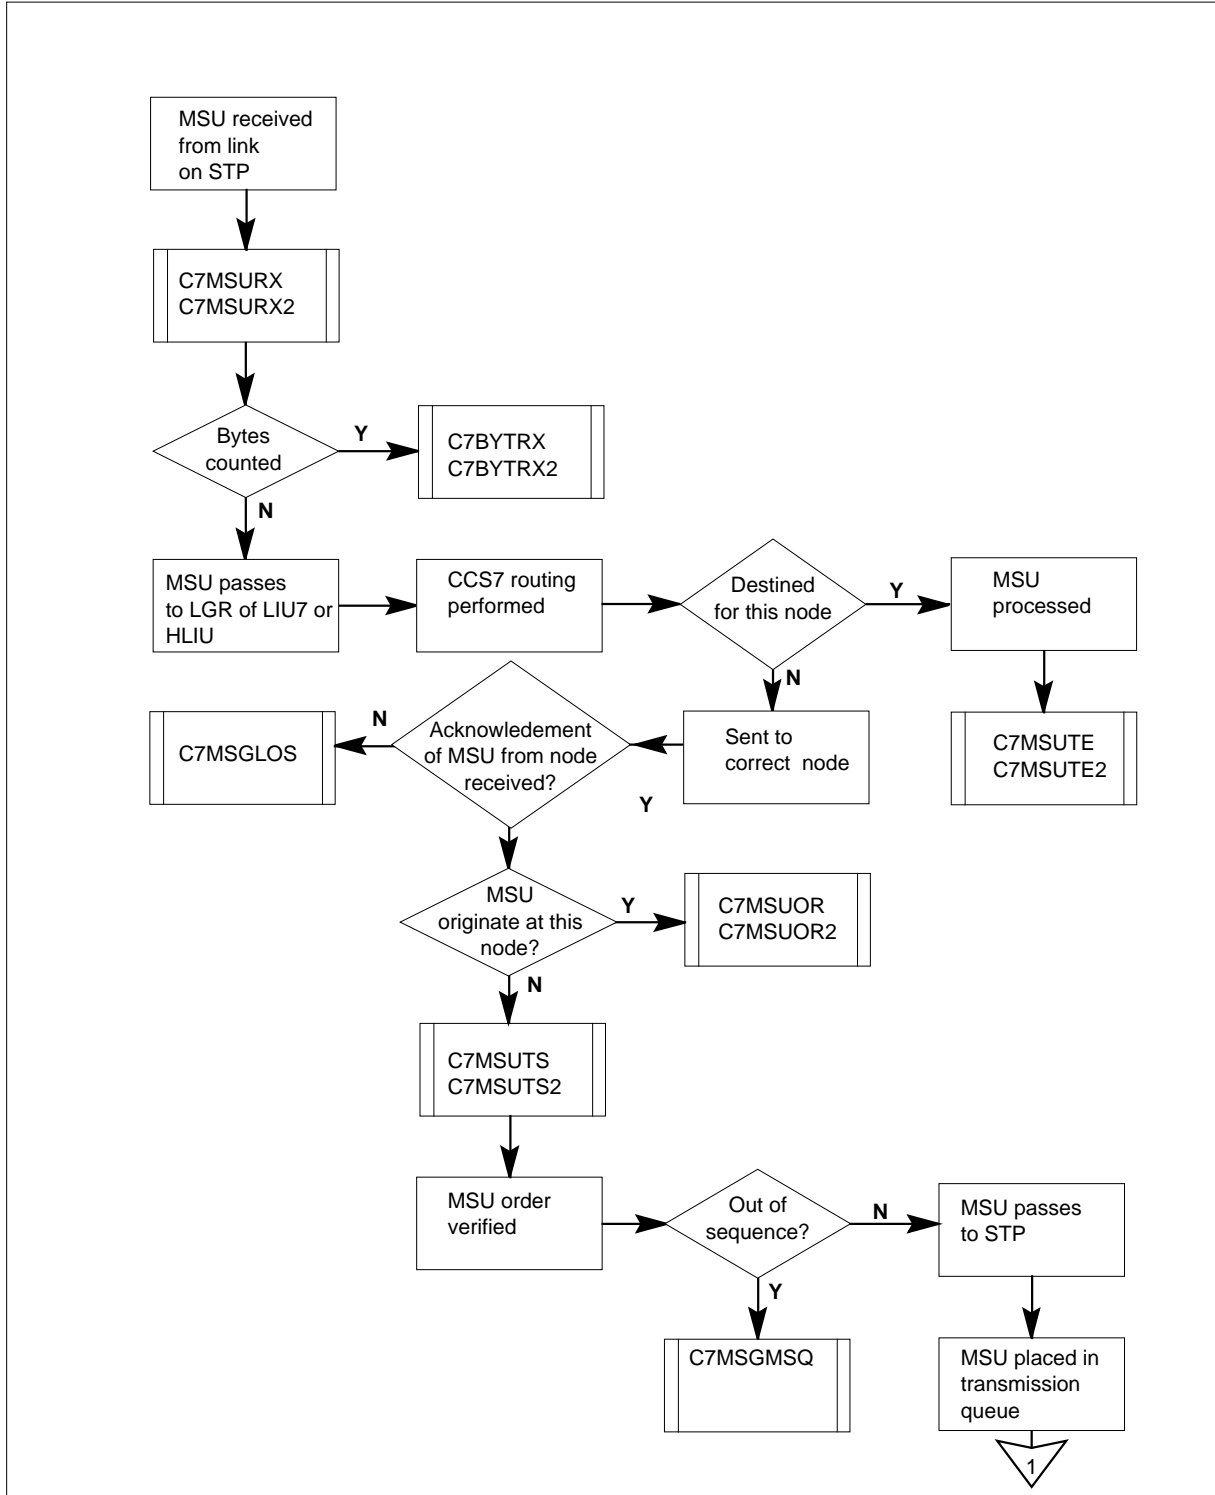 MSU received
from link
on STP
C7MSURX
C7MSURX2
Bytes
counted
Y
C7BYTRX
C7BYTRX2
N
MSU passes
to LGR of LIU7 or
HLIU
CCS7 routing
performed
Destined
for this node
Y
MSU
processed
N
C7MSUTE
C7MSUTE2
Sent to
correct node
Acknowledement
of MSU from node
received?
N
C7MSGLOS
Y
MSU
originate at this
node?
Y
C7MSUOR
C7MSUOR2
N
C7MSUTS
C7MSUTS2
MSU order
verified
Out of
sequence?
N
MSU passes
to STP
Y
C7MSGMSQ
MSU placed in
transmission
queue
1